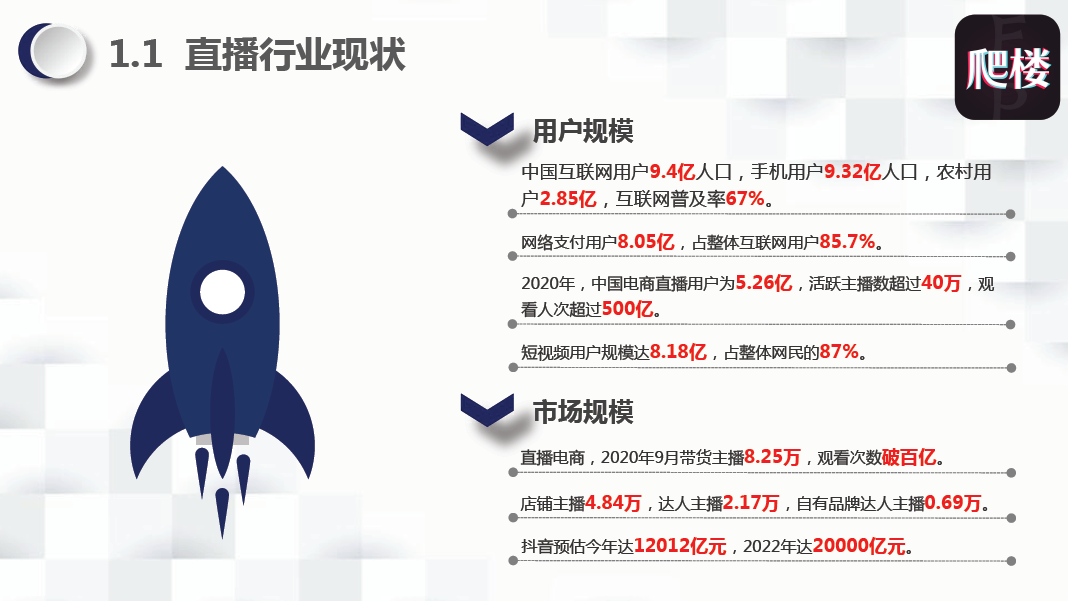 1.1 直播行业现状
爬楼
用户规模
中国互联网用户9.4亿人口，手机用户9.32亿人口，农村用
户2.85亿，互联网普及率67%。
网络支付用户8.05亿，占整体互联网用户85.7%。
2020年，中国电商直播用户为5.26亿，活跃主播数超过40万，观
看人次超过500亿。
短视频用户规模达8.18亿，占整体网民的87%。
市场规模
直播电商，2020年9月带货主播8.25万，观看次数破百亿。
店铺主播4.84万，达人主播2.17万，自有品牌达人主播0.69万。
抖音预估今年达12012亿元，2022年达20000亿元。